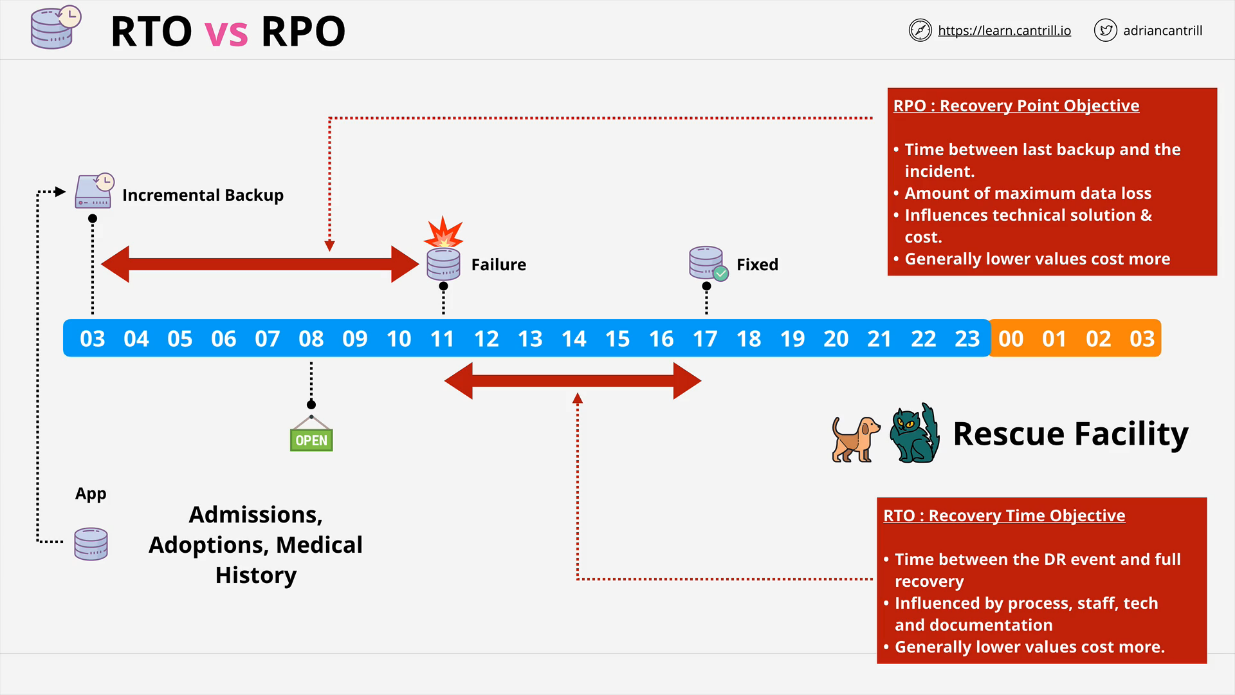 RTO vs RPO
https://learn.cantrill.io
adriancantrill
RPO : Recovery Point Objective
• Time between last backup and the
incident.
• Amount of maximum data loss
• Influences technical solution &
cost.
• Generally lower values cost more
Incremental Backup
Failure
Fixed
03 04 05 06 07 08 09 10 11 12 13 14 15 16 17 18 19 20 21 22 23 00 01 02 03
OPEN
Rescue Facility
App
Admissions,
Adoptions, Medical
History
RTO : Recovery Time Objective
• Time between the DR event and full
recovery
• Influenced by process, staff, tech
and documentation
• Generally lower values cost more.